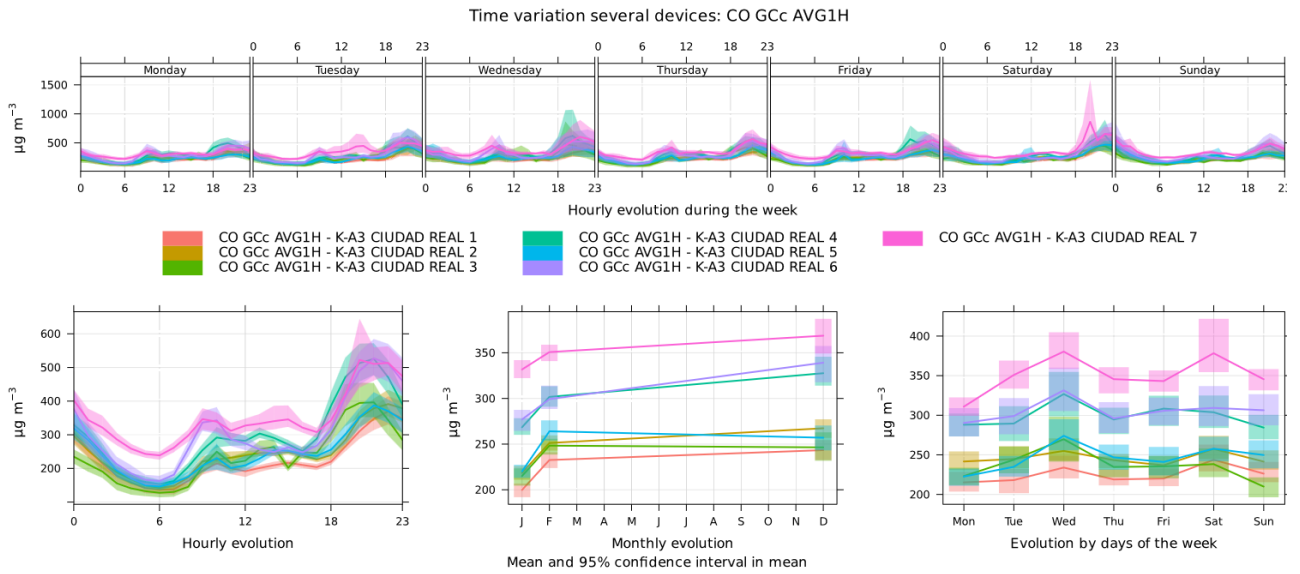 Time variation several devices: CO GCc AVG1H
0 6 12 18 23 0 6 12 18 23 0 6 12 18 23
Monday Tuesday Wednesday Thursday Friday Saturday Sunday
1500
1000
500
µg m⁻³
0 6 12 18 23 0 6 12 18 23 0 6 12 18 23 0 6 12 18 23
Hourly evolution during the week
CO GCc AVG1H - K-A3 CIUDAD REAL 1
CO GCc AVG1H - K-A3 CIUDAD REAL 2
CO GCc AVG1H - K-A3 CIUDAD REAL 3
CO GCc AVG1H - K-A3 CIUDAD REAL 4
CO GCc AVG1H - K-A3 CIUDAD REAL 5
CO GCc AVG1H - K-A3 CIUDAD REAL 6
CO GCc AVG1H - K-A3 CIUDAD REAL 7
600
500
400
300
200
µg m⁻³
0 6 12 18 23
Hourly evolution
350
300
250
200
µg m⁻³
J F M A M J J A S O N D
Monthly evolution
400
350
300
250
200
µg m⁻³
Mon Tue Wed Thu Fri Sat Sun
Evolution by days of the week
Mean and 95% confidence interval in mean